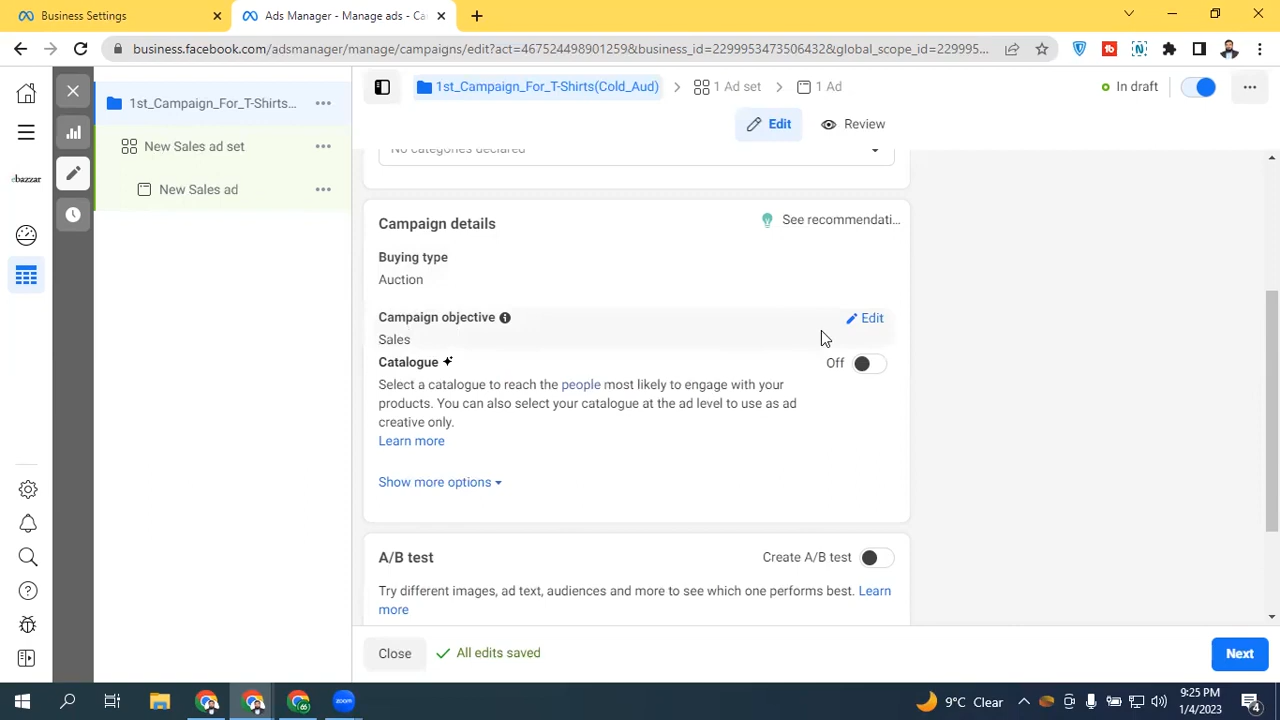 Business Settings
Ads Manager - Manage ads - Ca
business.facebook.com/adsmanager/manage/campaigns/edit?act=467524498901259&business_id=2299953473506432&global_scope_id=229995...
1st_Campaign_For_T-Shirts(Cold_Aud)
1 Ad set
1 Ad
In draft
Edit
Review
1st_Campaign_For_T-Shirts...
New Sales ad set
New Sales ad
ebazzar
No categories declared
Campaign details
See recommendati...
Buying type
Auction
Campaign objective
Edit
Sales
Catalogue
Off
Select a catalogue to reach the people most likely to engage with your
products. You can also select your catalogue at the ad level to use as ad
creative only.
Learn more
Show more options
A/B test
Create A/B test
Try different images, ad text, audiences and more to see which one performs best. Learn
more
Close
All edits saved
Next
zoom
9°C Clear
9:25 PM
1/4/2023
4